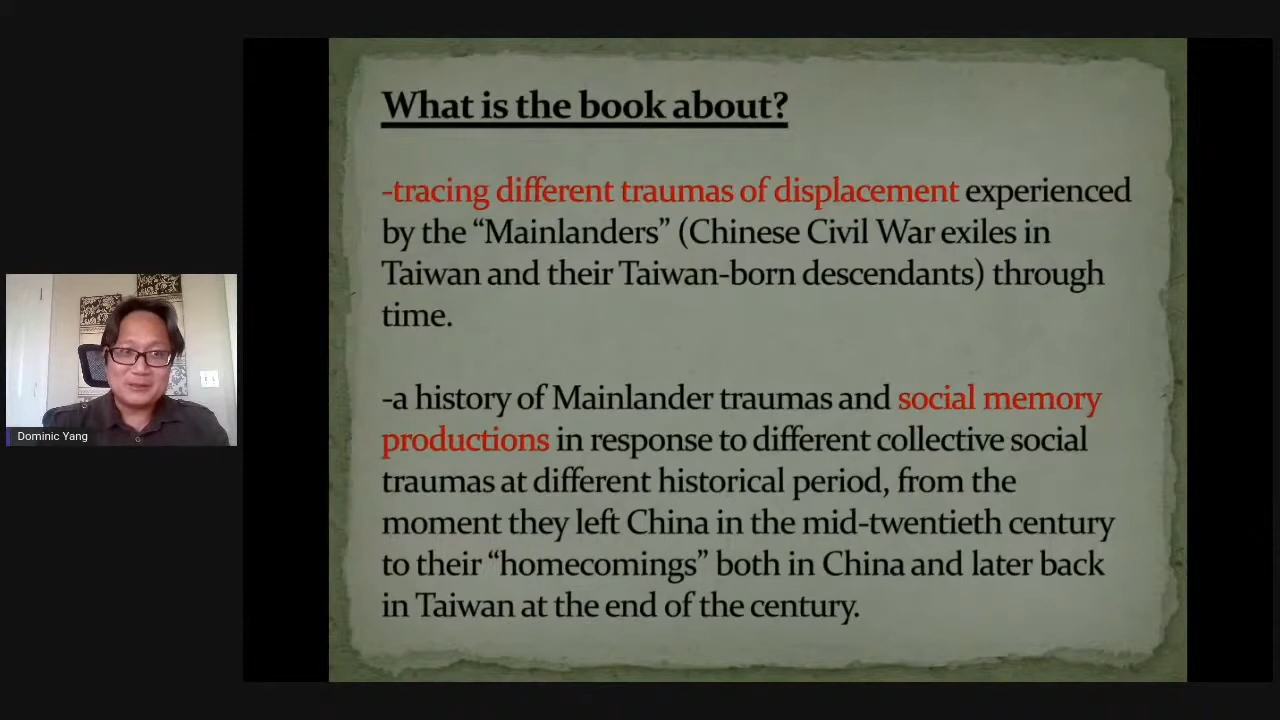 What is the book about?
-tracing different traumas of displacement experienced
by the “Mainlanders” (Chinese Civil War exiles in
Taiwan and their Taiwan-born descendants) through
time.
-a history of Mainlander traumas and social memory
productions in response to different collective social
traumas at different historical period, from the
moment they left China in the mid-twentieth century
to their “homecomings” both in China and later back
in Taiwan at the end of the century.
Dominic Yang